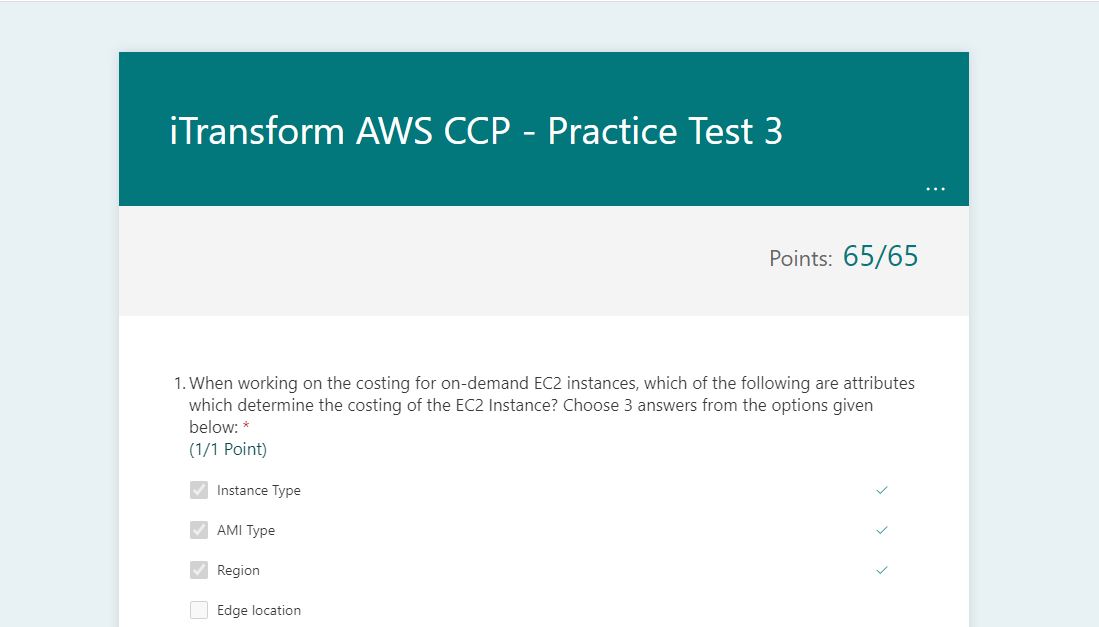 iTransform AWS CCP - Practice Test 3
...
Points: 65/65
1. When working on the costing for on-demand EC2 instances, which of the following are attributes
which determine the costing of the EC2 Instance? Choose 3 answers from the options given
below: *
(1/1 Point)
Instance Type
AMI Type
Region
Edge location